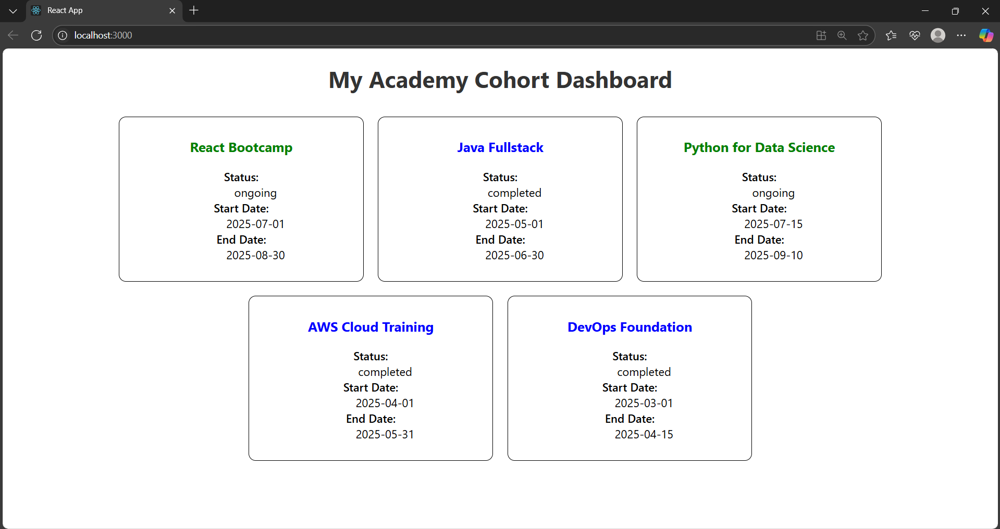 React App
localhost:3000
My Academy Cohort Dashboard
React Bootcamp
Status:
ongoing
Start Date:
2025-07-01
End Date:
2025-08-30
Java Fullstack
Status:
completed
Start Date:
2025-05-01
End Date:
2025-06-30
Python for Data Science
Status:
ongoing
Start Date:
2025-07-15
End Date:
2025-09-10
AWS Cloud Training
Status:
completed
Start Date:
2025-04-01
End Date:
2025-05-31
DevOps Foundation
Status:
completed
Start Date:
2025-03-01
End Date:
2025-04-15